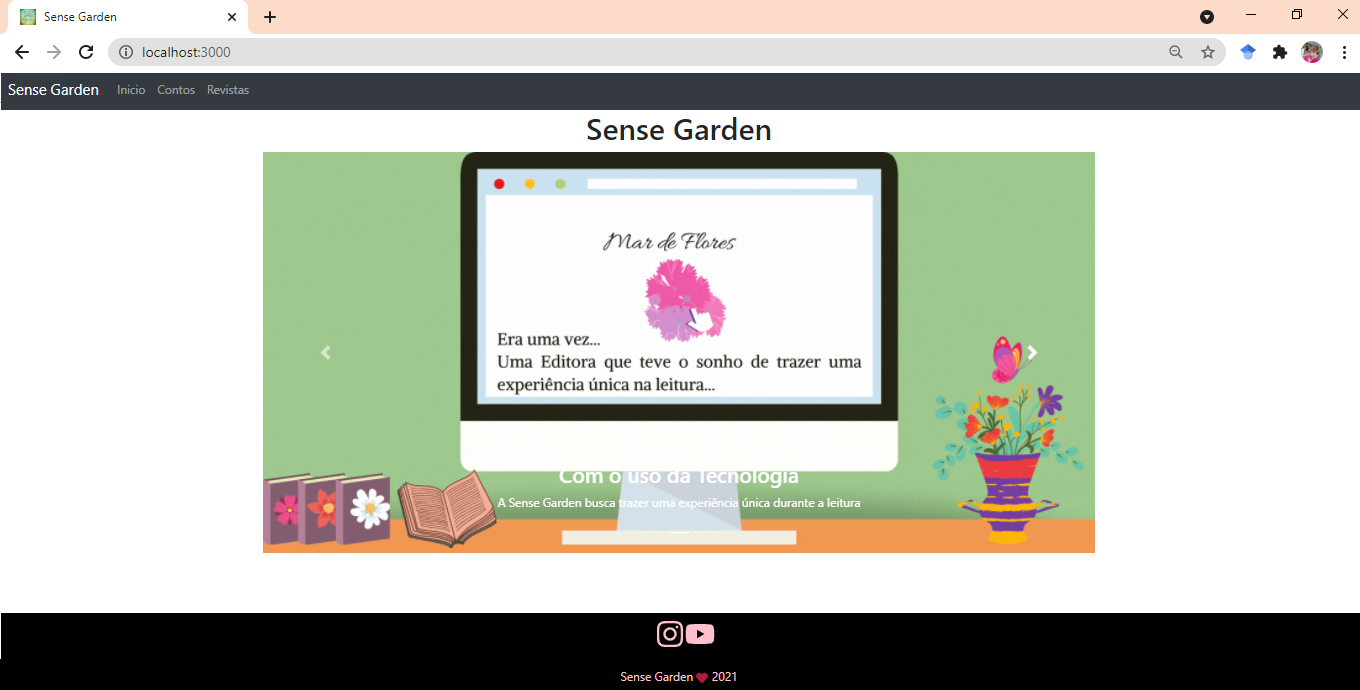 Sense Garden
localhost:3000
Sense Garden Inicio Contos Revistas
Sense Garden
Mar de Flores
Era uma vez...
Uma Editora que teve o sonho de trazer uma
experiência única na leitura...
Com o uso da Tecnologia
A Sense Garden busca trazer uma experiência única durante a leitura
Sense Garden 2021